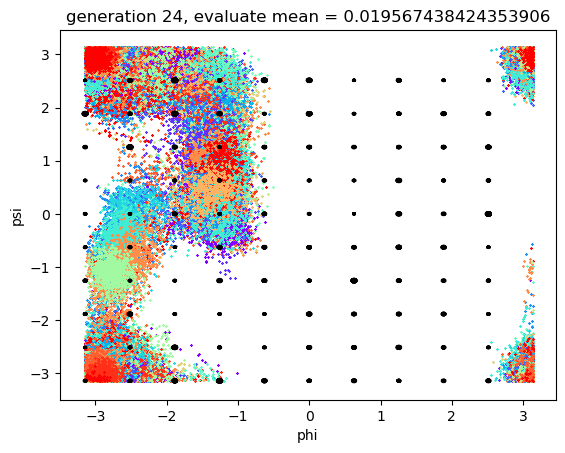 generation 24, evaluate mean = 0.019567438424353906
3
2
1
0
−1
−2
−3
psi
−3 −2 −1 0 1 2 3
phi